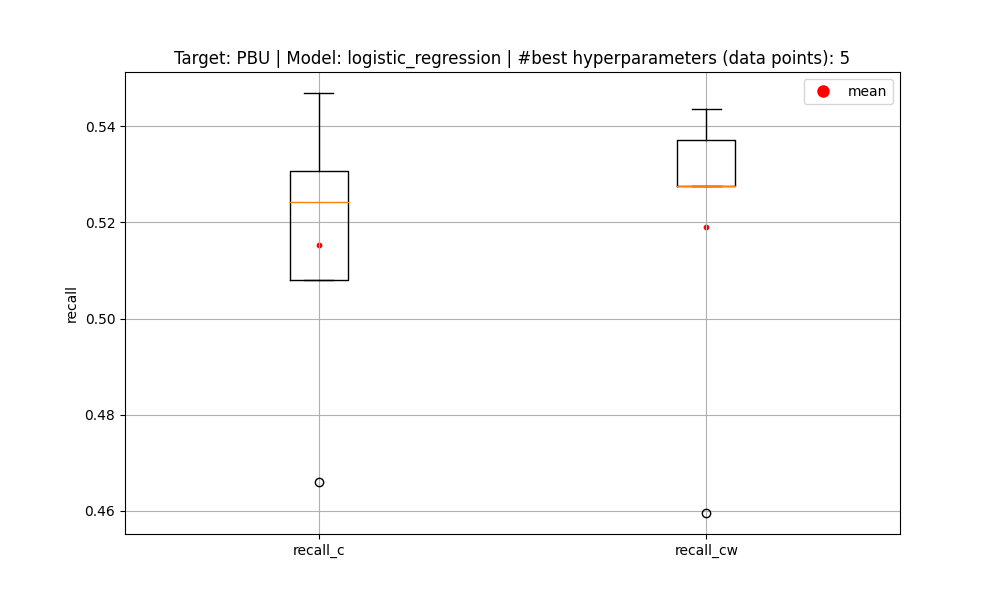 Target: PBU | Model: logistic_regression | #best hyperparameters (data points): 5
mean
0.54
0.52
0.50
0.48
0.46
recall
recall_c
recall_cw